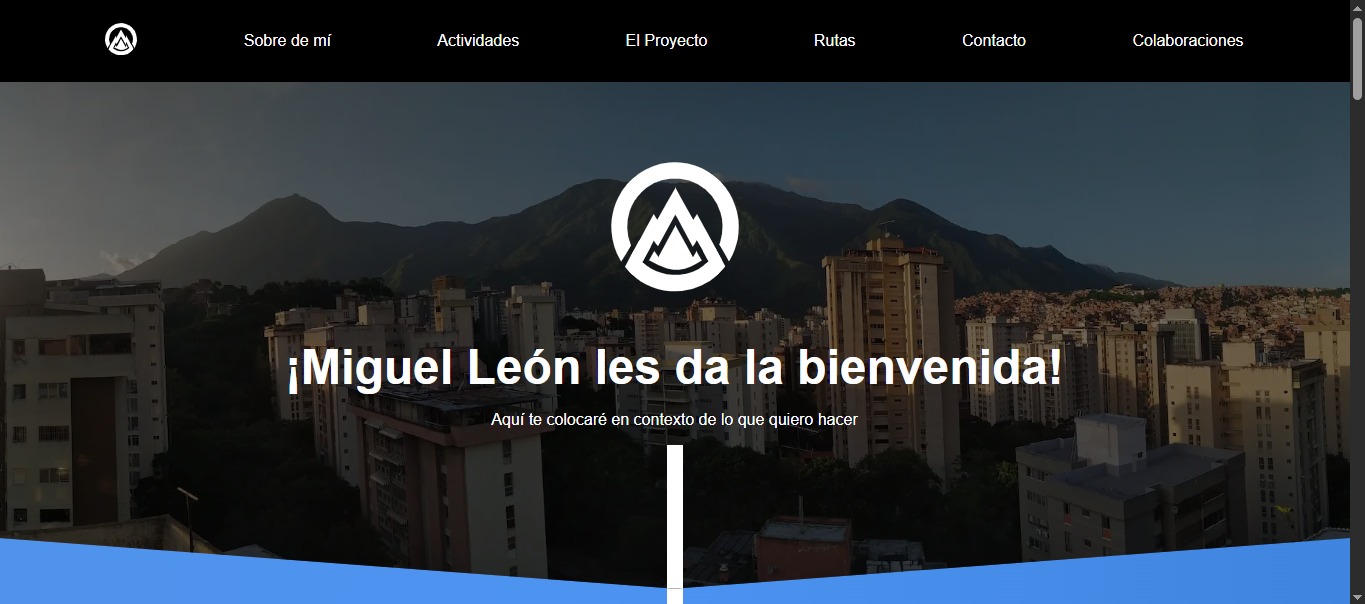 Sobre de mí
Actividades
El Proyecto
Rutas
Contacto
Colaboraciones
¡Miguel León les da la bienvenida!
Aquí te colocaré en contexto de lo que quiero hacer